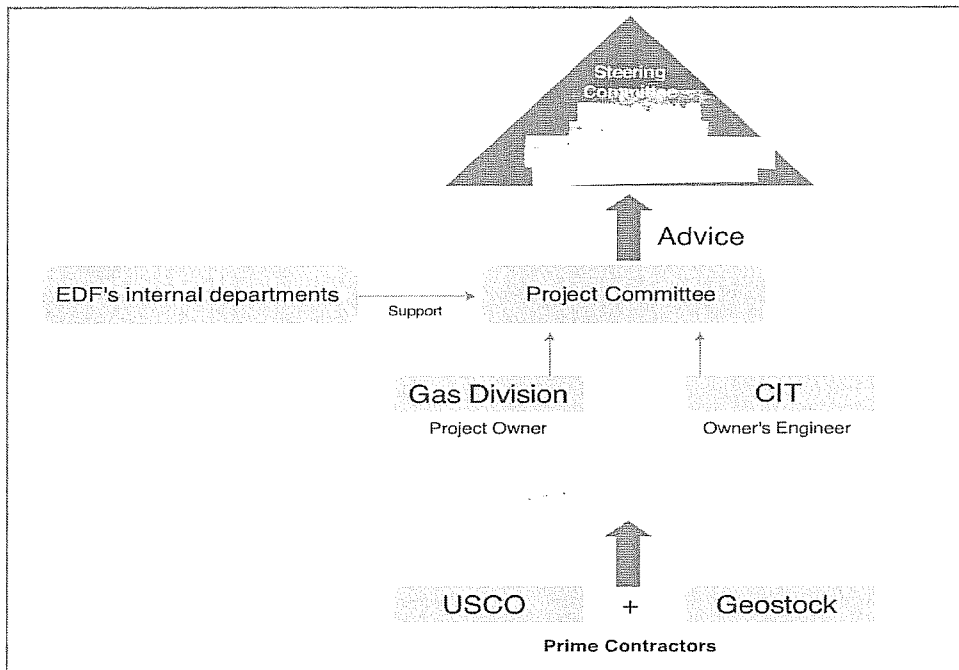 Steering
Committee
Advice
EDF's internal departments
Support
Project Committee
Gas Division
CIT
Project Owner
Owner's Engineer
USCO
+
Geostock
Prime Contractors